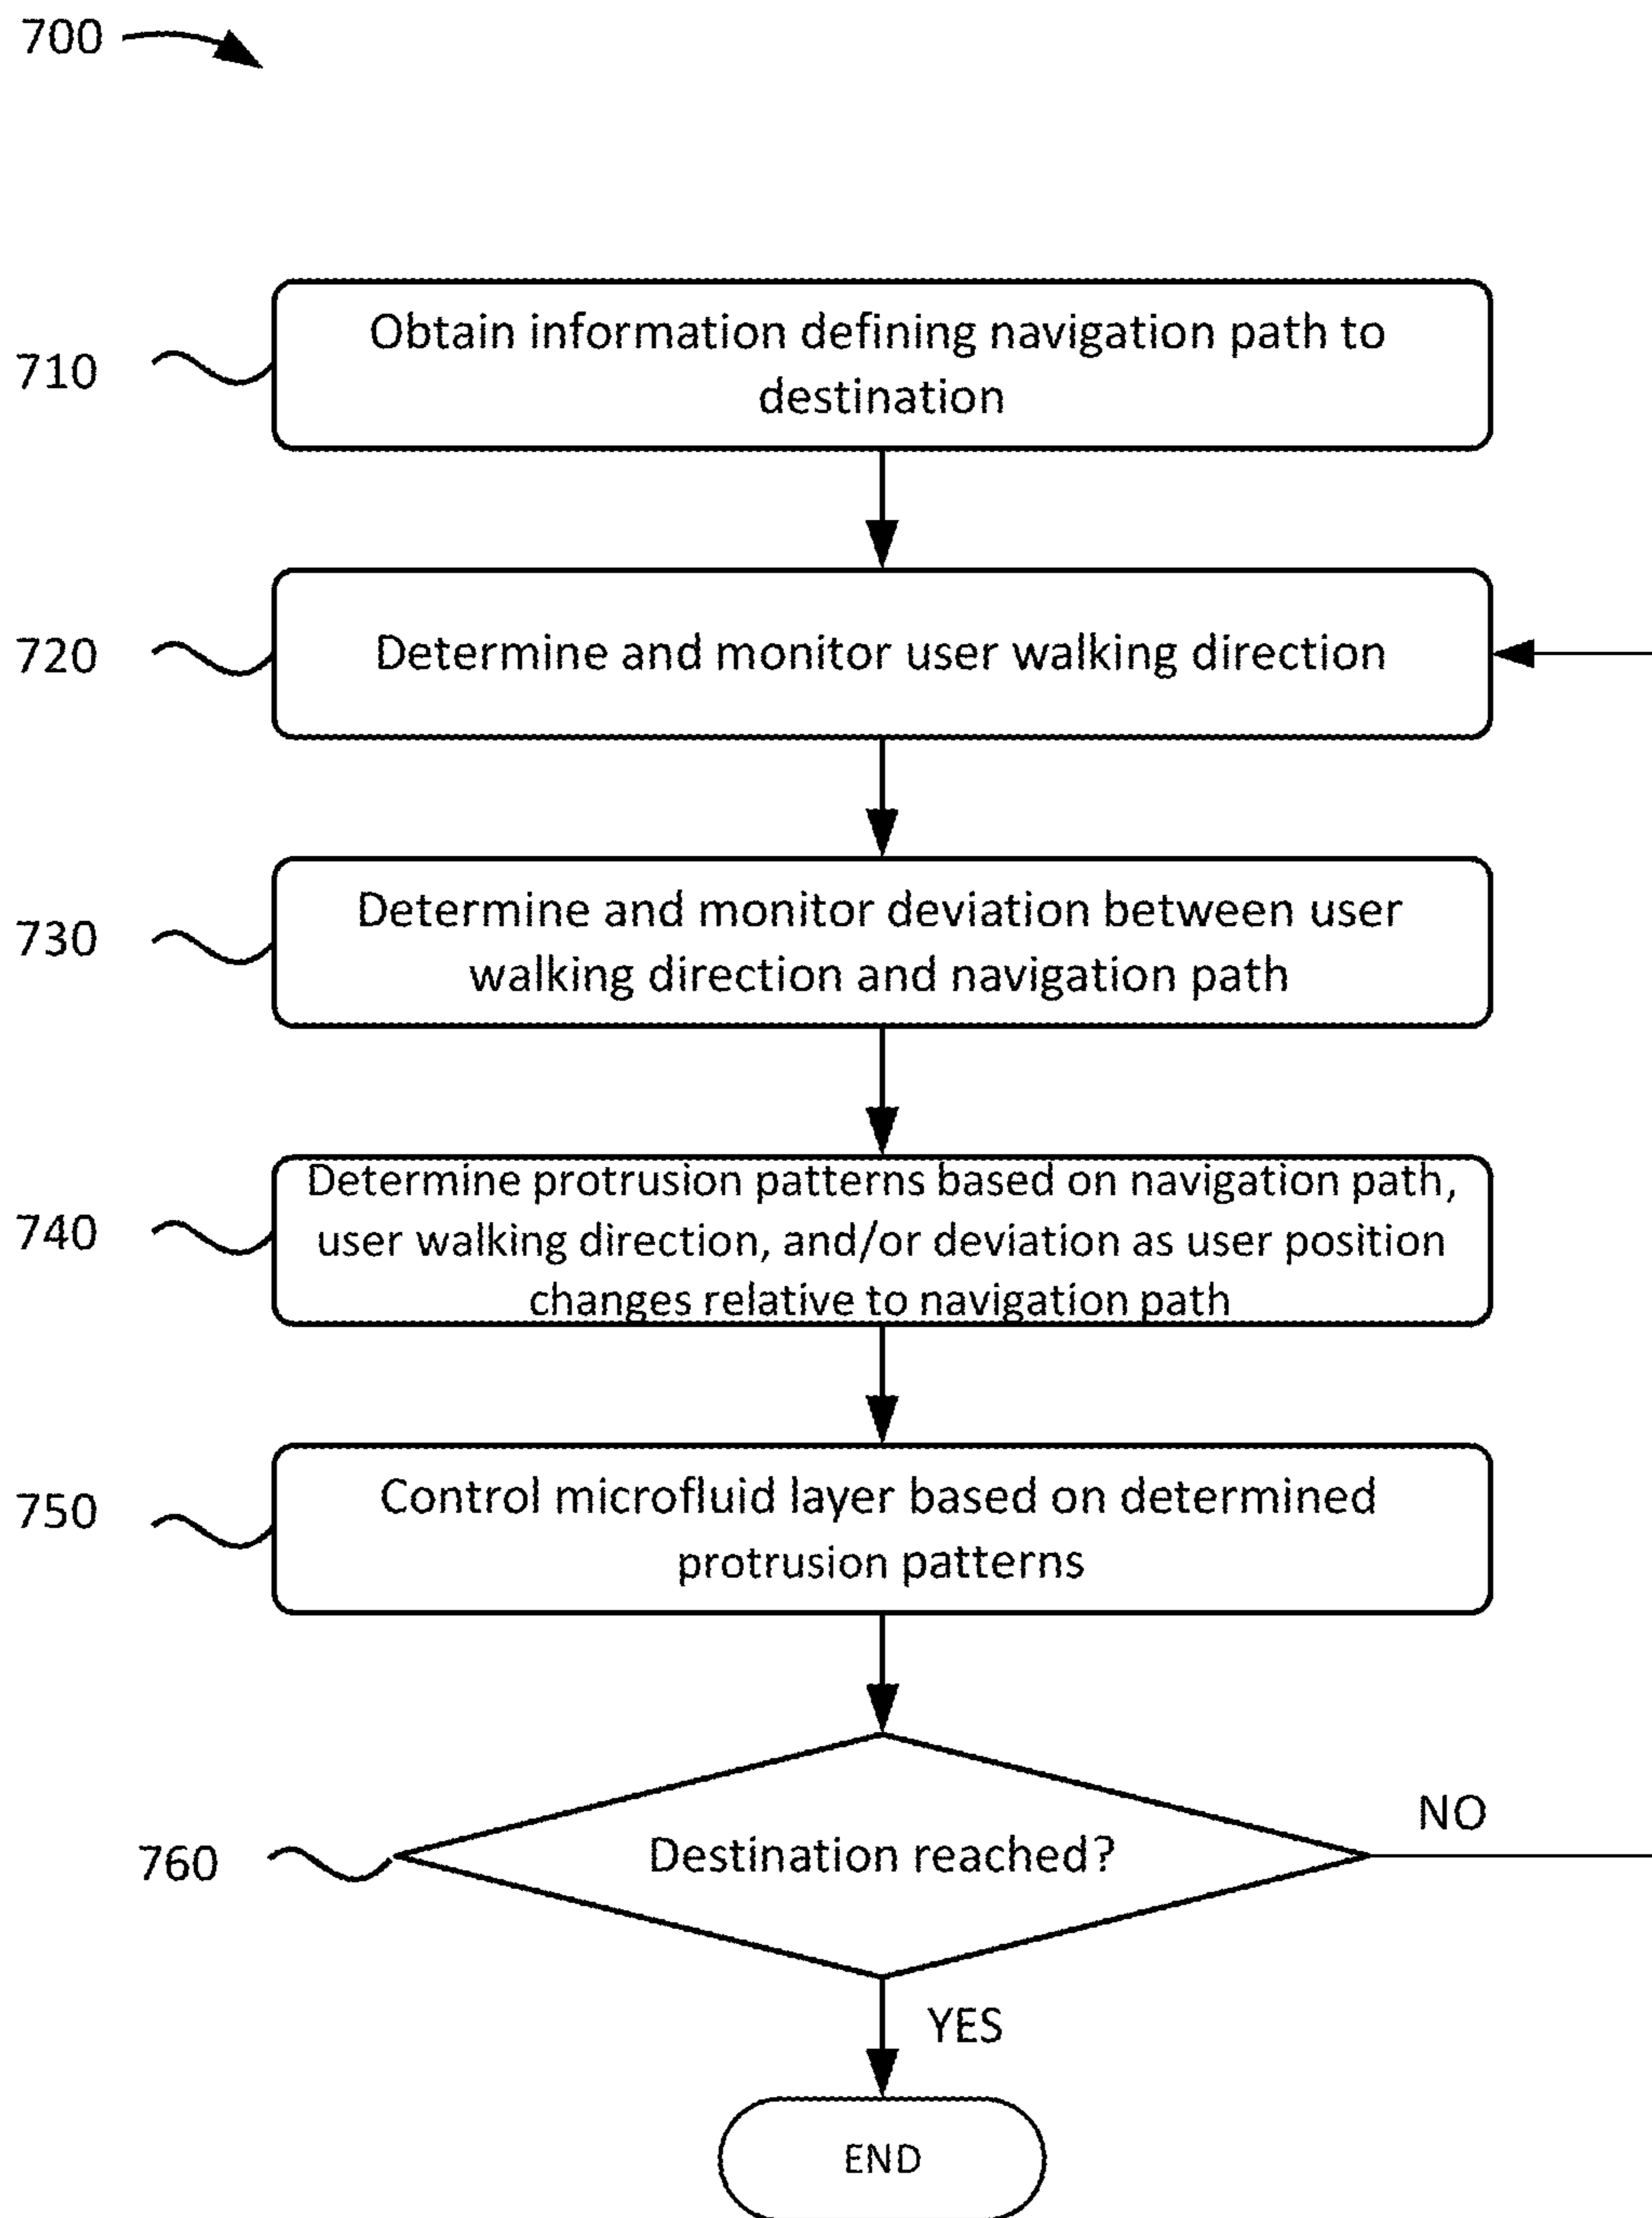 700
710
Obtain information defining navigation path to
destination
720
Determine and monitor user walking direction
730
Determine and monitor deviation between user
walking direction and navigation path
740
Determine protrusion patterns based on navigation path,
user walking direction, and/or deviation as user position
changes relative to navigation path
750
Control microfluid layer based on determined
protrusion patterns
760
Destination reached?
NO
YES
END